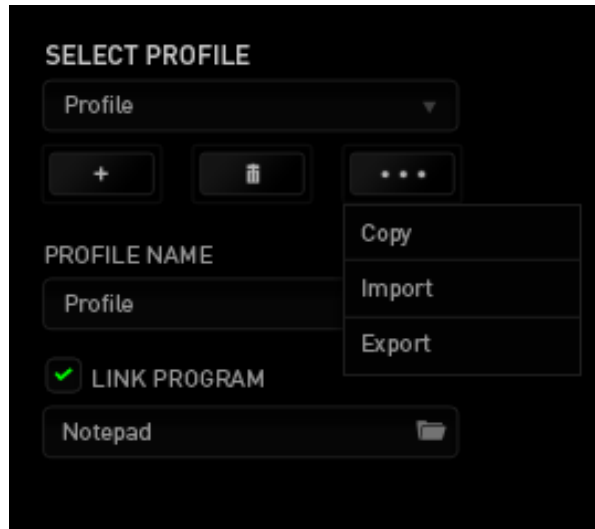 SELECT PROFILE
Profile
+
•••
Copy
PROFILE NAME
Import
Profile
Export
LINK PROGRAM
Notepad